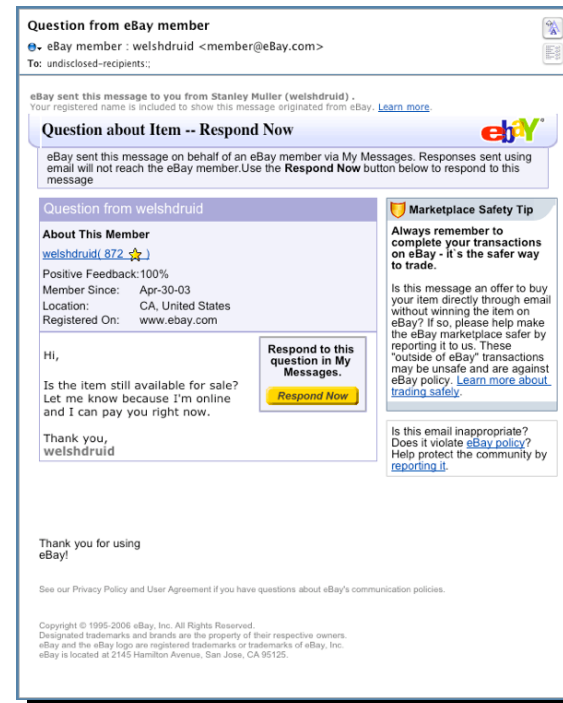 Question from eBay member
eBay member : welshdruid <member@eBay.com>
To: undisclosed-recipients:;
eBay sent this message to you from Stanley Muller (welshdruid) .
Your registered name is included to show this message originated from eBay. Learn more.
Question about Item -- Respond Now
ebY
eBay sent this message on behalf of an eBay member via My Messages. Responses sent using
email will not reach the eBay member.Use the Respond Now button below to respond to this
message
Question from welshdruid
About This Member
welshdruid( 872 )
Positive Feedback:100%
Member Since: Apr-30-03
Location: CA, United States
Registered On: www.ebay.com
Hi,
Is the item still available for sale?
Let me know because I'm online
and I can pay you right now.
Thank you,
welshdruid
Respond to this
question in My
Messages.
Respond Now
Marketplace Safety Tip
Always remember to
complete your transactions
on eBay - it`s the safer way
to trade.
Is this message an offer to buy
your item directly through email
without winning the item on
eBay? If so, please help make
the eBay marketplace safer by
reporting it to us. These
"outside of eBay" transactions
may be unsafe and are against
eBay policy. Learn more about
trading safely.
Is this email inappropriate?
Does it violate eBay policy?
Help protect the community by
reporting it.
Thank you for using
eBay!
See our Privacy Policy and User Agreement if you have questions about eBay's communication policies.
Copyright © 1995-2006 eBay, Inc. All Rights Reserved.
Designated trademarks and brands are the property of their respective owners.
eBay and the eBay logo are registered trademarks or trademarks of eBay, Inc.
eBay is located at 2145 Hamilton Avenue, San Jose, CA 95125.